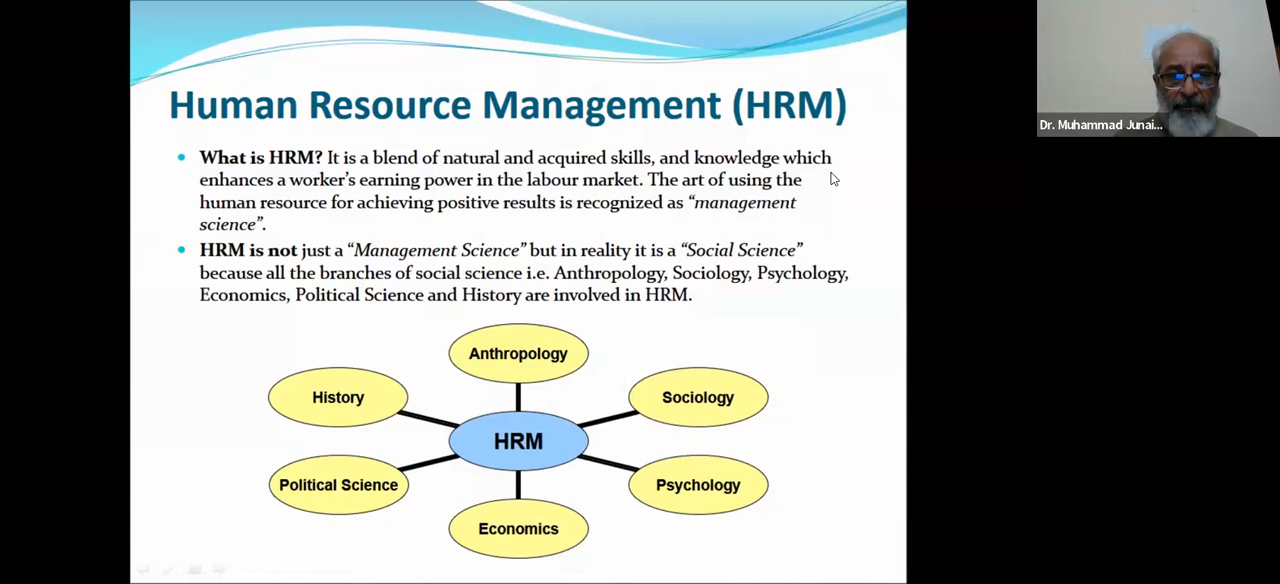 Human Resource Management (HRM)
• What is HRM? It is a blend of natural and acquired skills, and knowledge which
enhances a worker's earning power in the labour market. The art of using the
human resource for achieving positive results is recognized as “management
science”.
• HRM is not just a “Management Science” but in reality it is a “Social Science”
because all the branches of social science i.e. Anthropology, Sociology, Psychology,
Economics, Political Science and History are involved in HRM.
Anthropology
History
Sociology
HRM
Political Science
Psychology
Economics
Dr. Muhammad Junai...